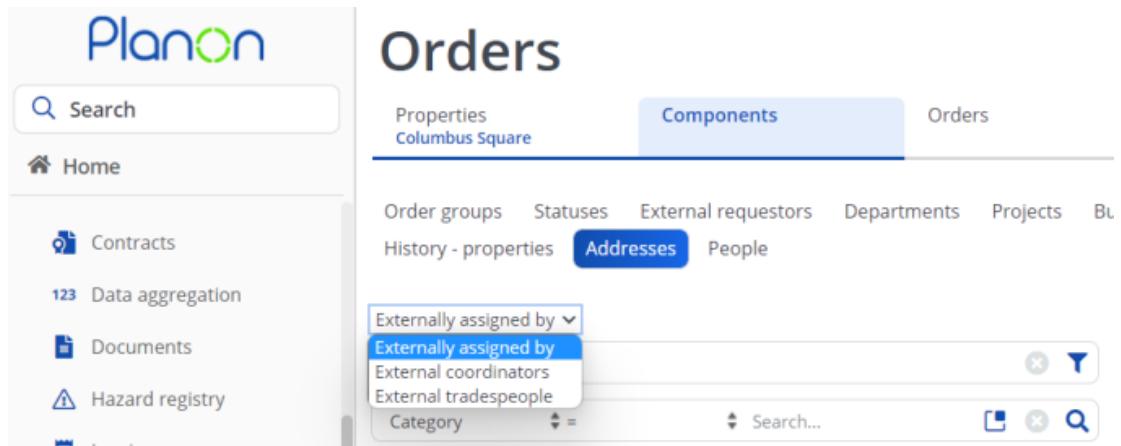 Planon
Search
Home
Contracts
123 Data aggregation
Documents
Hazard registry
Orders
Properties Components Orders
Columbus Square
Order groups Statuses External requestors Departments Projects Bu
History - properties Addresses People
Externally assigned by
Externally assigned by
External coordinators
External tradespeople
Category = Search...